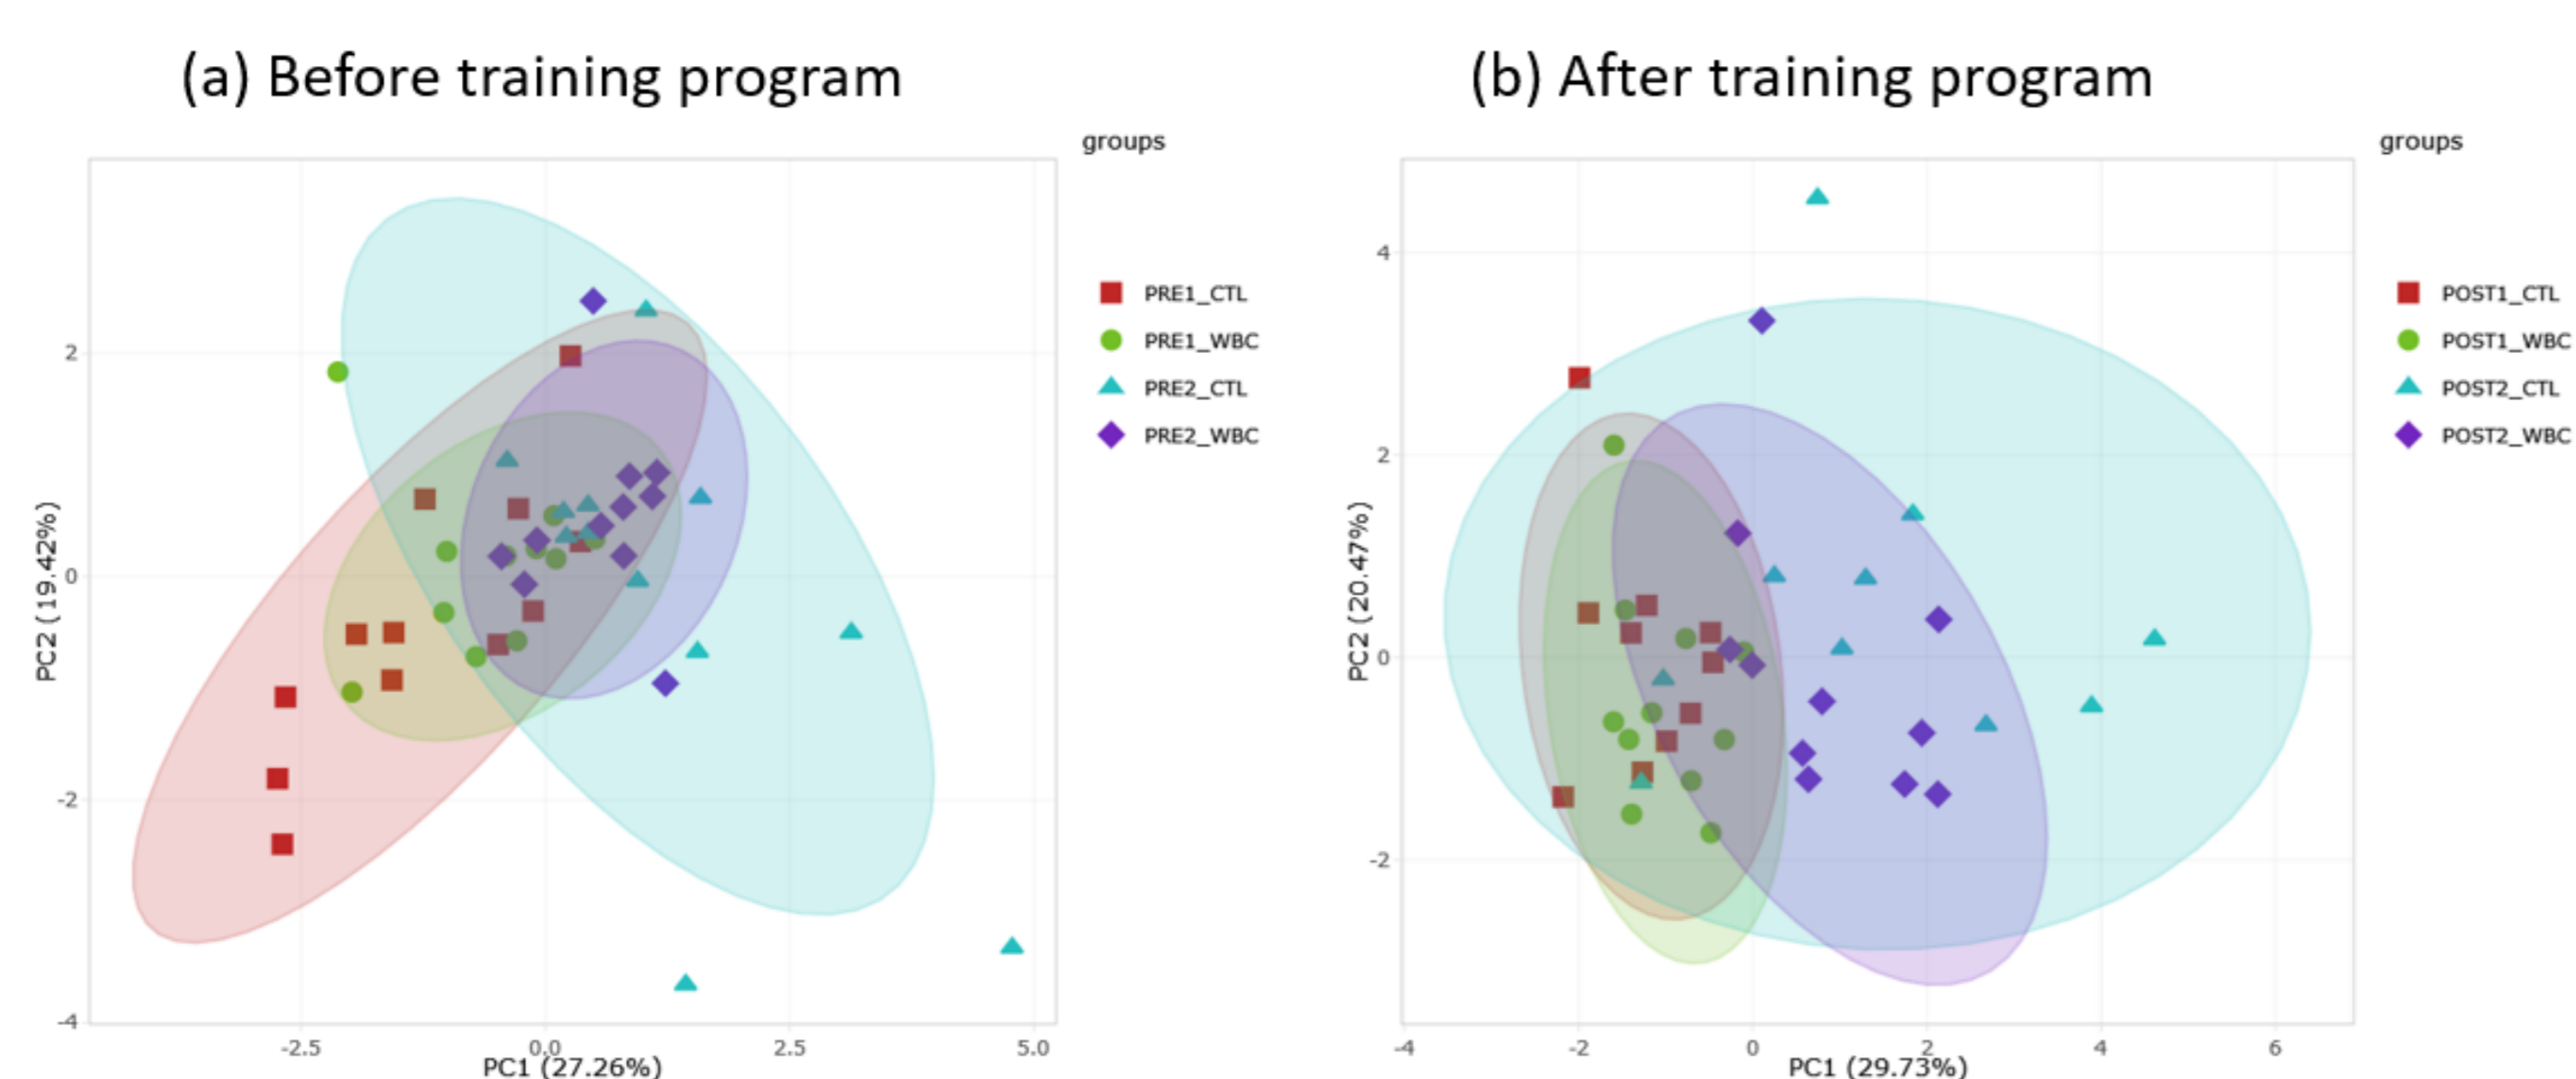 (a) Before training program
groups
PRE1_CTL
PRE1_WBC
PRE2_CTL
PRE2_WBC
PC2 (19.42%)
2
0
-2
-4
-2.5
0.0
2.5
5.0
PC1 (27.26%)
(b) After training program
groups
POST1_CTL
POST1_WBC
POST2_CTL
POST2_WBC
PC2 (20.47%)
4
2
0
-2
-4
-2
0
2
4
6
PC1 (29.73%)